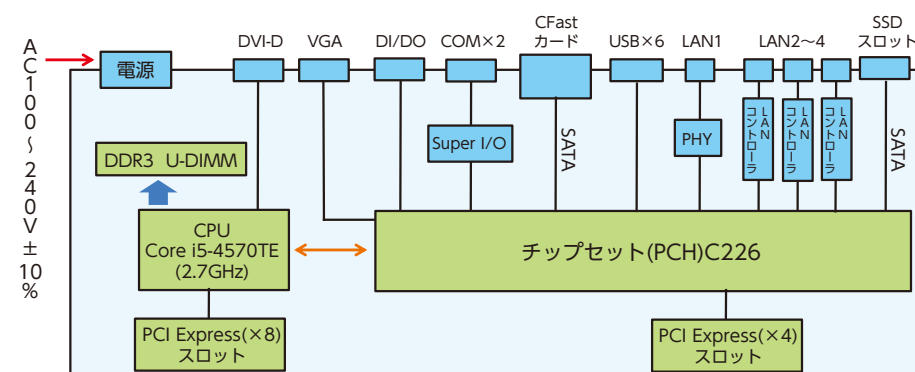 AC100～240V±10%
電源
DVI-D
VGA
DI/DO
COM×2
CFast
カード
USB×6
LAN1
LAN2～4
SSD
スロット
Super I/O
SATA
PHY
LAN
コントローラ
LAN
コントローラ
LAN
コントローラ
SATA
DDR3 U-DIMM
CPU
Core i5-4570TE
(2.7GHz)
チップセット(PCH)C226
PCI Express(×8)
スロット
PCI Express(×4)
スロット